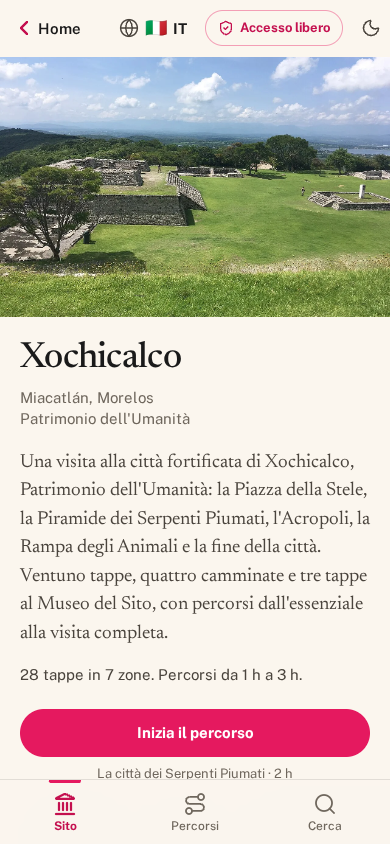 Home
IT
Accesso libero
Xochicalco
Miacatlán, Morelos
Patrimonio dell'Umanità
Una visita alla città fortificata di Xochicalco,
Patrimonio dell'Umanità: la Piazza della Stele,
la Piramide dei Serpenti Piumati, l'Acropoli, la
Rampa degli Animali e la fine della città.
Ventuno tappe, quattro camminate e tre tappe
al Museo del Sito, con percorsi dall'essenziale
alla visita completa.
28 tappe in 7 zone. Percorsi da 1 h a 3 h.
Inizia il percorso
La città dei Serpenti Piumati · 2 h
Sito
Percorsi
Cerca